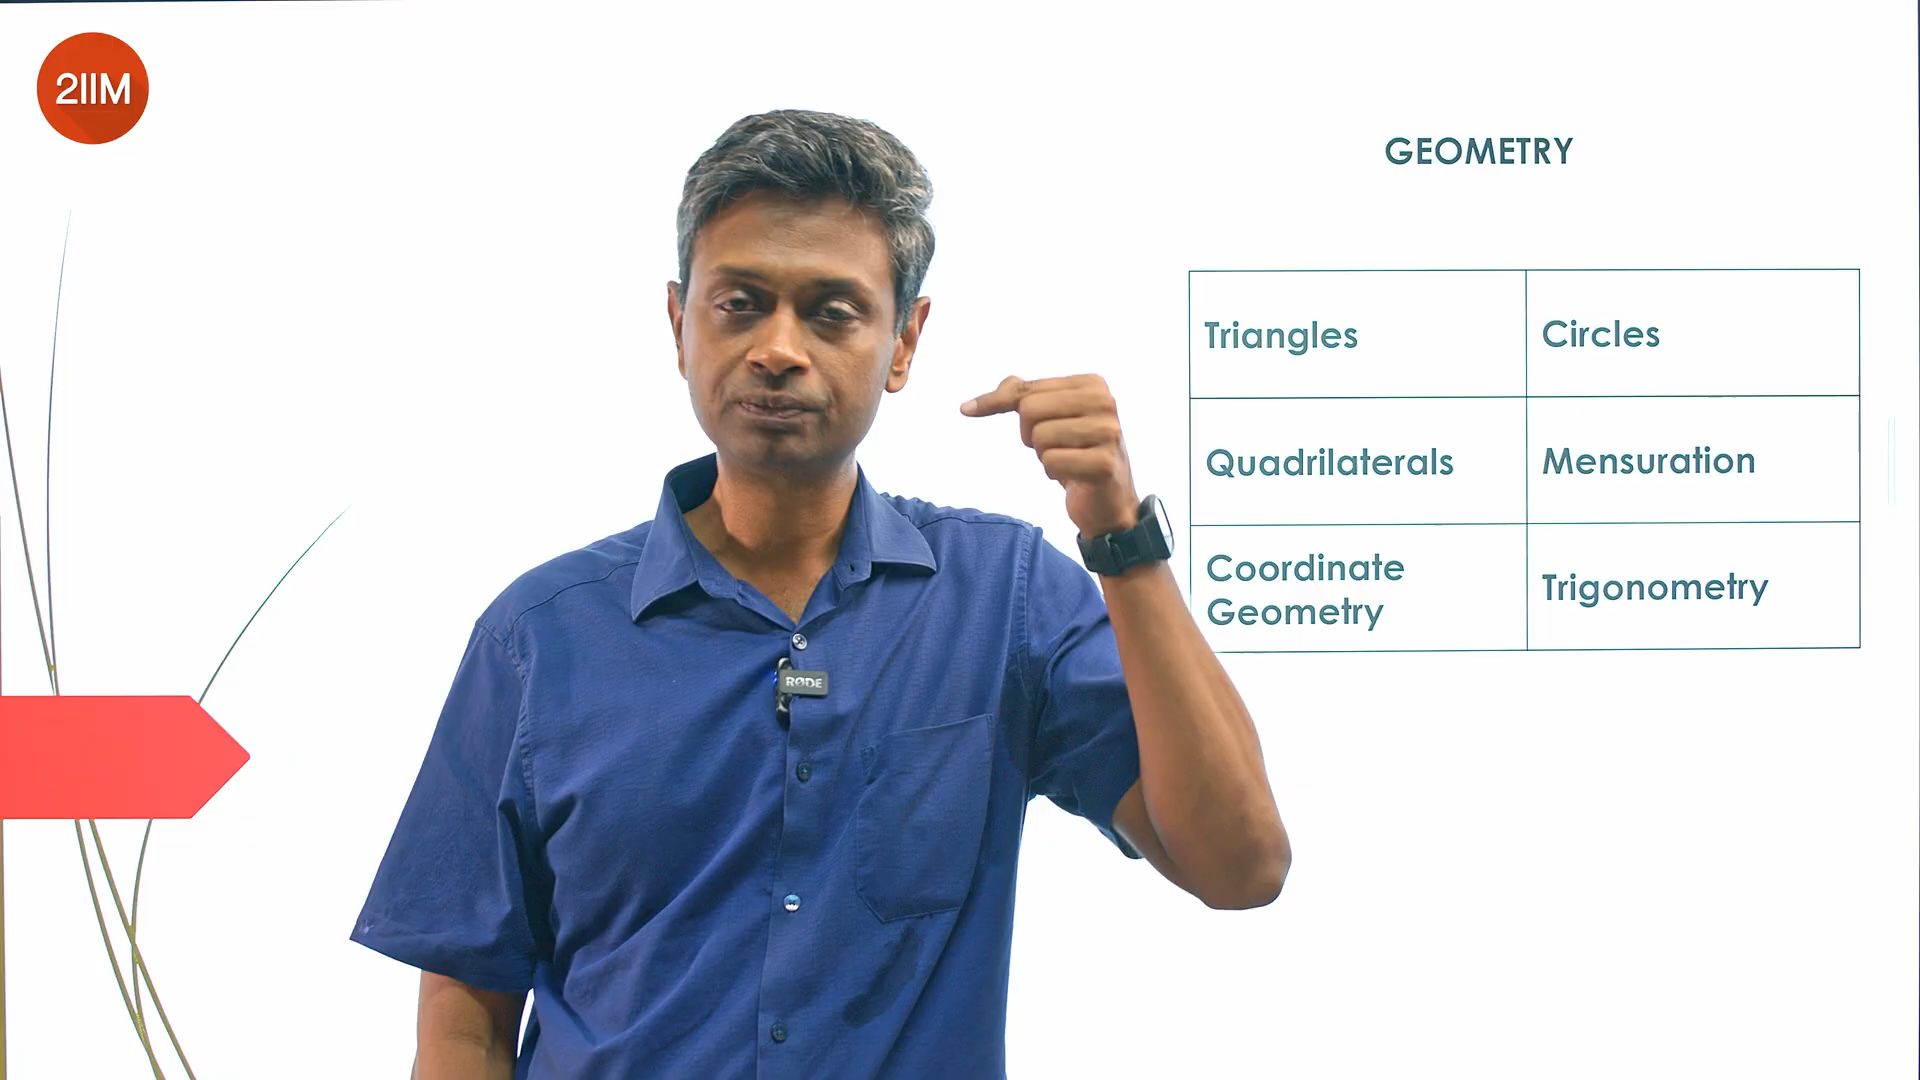 2IIM
GEOMETRY
Triangles
Circles
Quadrilaterals
Mensuration
Coordinate
Geometry
Trigonometry
RØDE